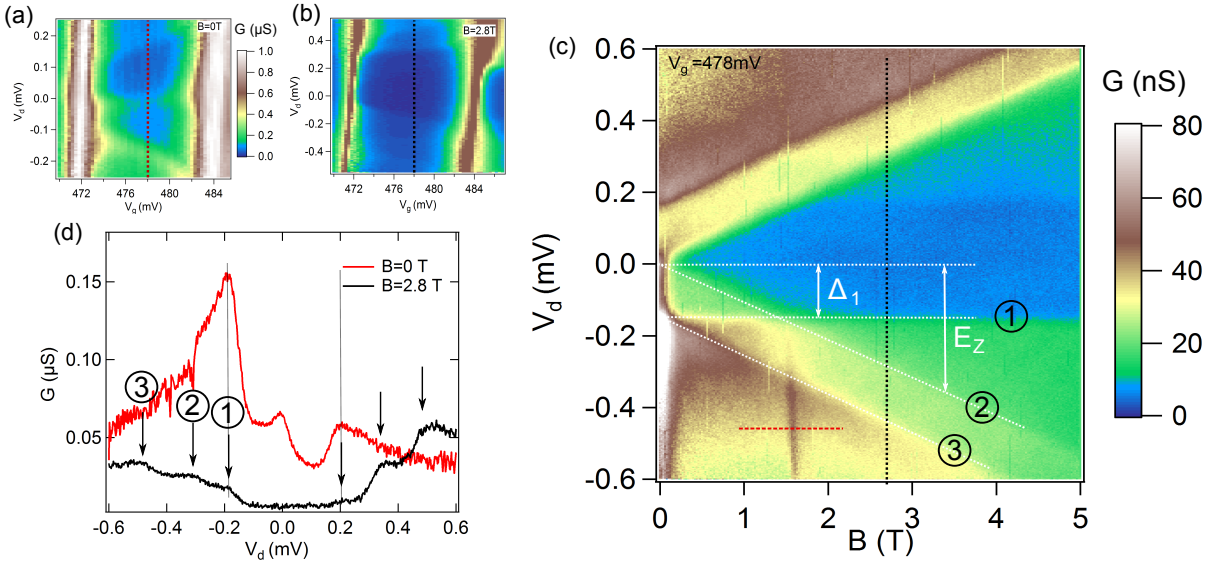 (a)
B=0T
G (µS)
1.0
0.8
0.6
0.4
0.2
0.0
V_d (mV)
0.2
0.1
0.0
-0.1
-0.2
472
476
480
484
V_g (mV)
(b)
B=2.8T
V_d (mV)
0.4
0.2
0.0
-0.2
-0.4
472
476
480
484
V_g (mV)
(c)
V_g =478mV
V_d (mV)
0.6
0.4
0.2
0.0
-0.2
-0.4
-0.6
Δ_1
E_Z
①
②
③
0
1
2
3
4
5
B (T)
G (nS)
80
60
40
20
0
(d)
B=0 T
B=2.8 T
G (µS)
0.15
0.10
0.05
③
②
①
-0.6
-0.4
-0.2
0.0
0.2
0.4
0.6
V_d (mV)